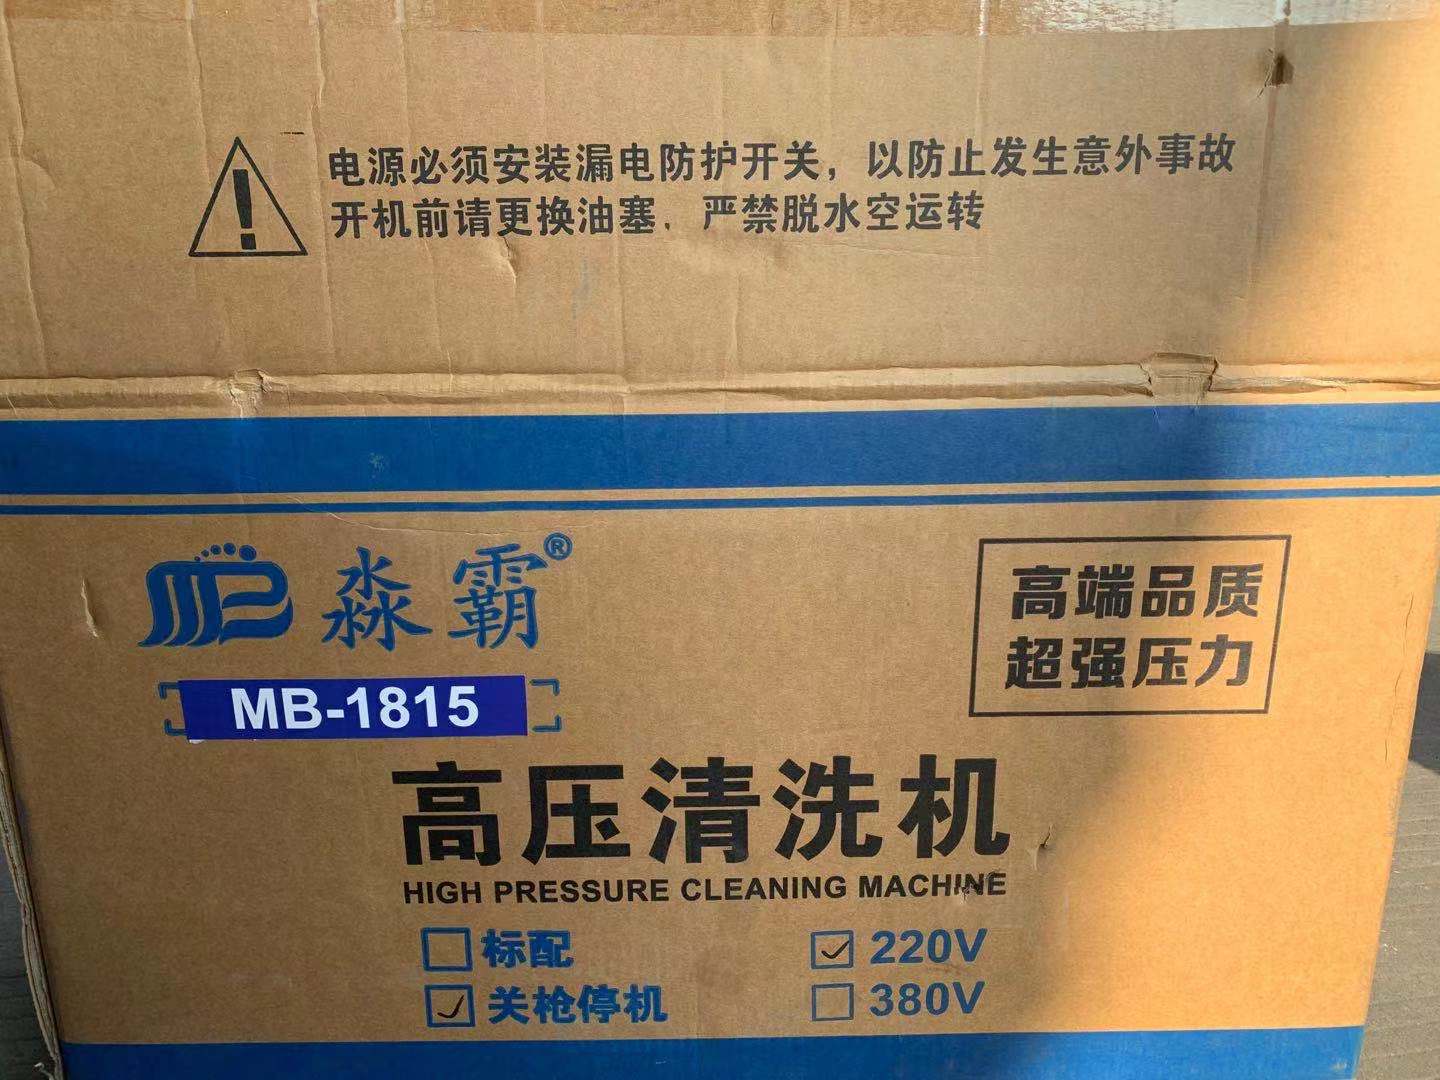 电源必须安装漏电防护开关，以防止发生意外事故
开机前请更换油塞，严禁脱水空运转
MB 淼霸®
MB-1815
高端品质
超强压力
高压清洗机
HIGH PRESSURE CLEANING MACHINE
标配
220V
关枪停机
380V